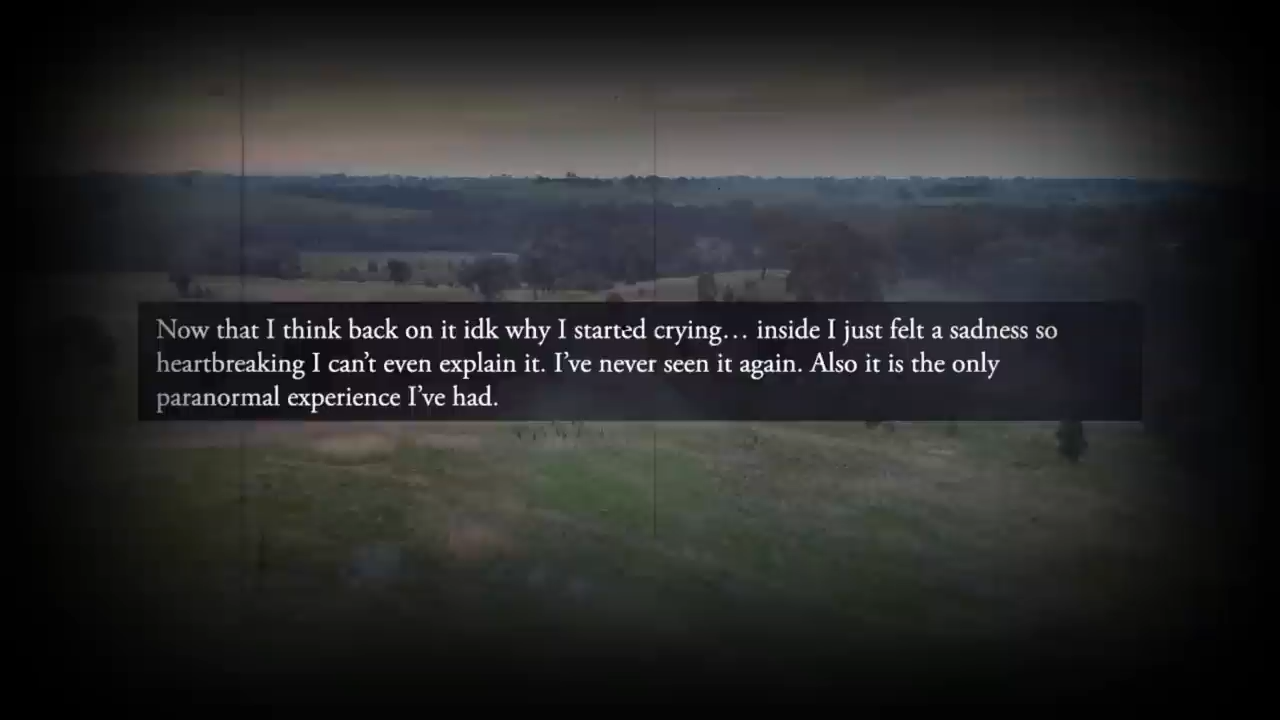 Now that I think back on it idk why I started crying… inside I just felt a sadness so
heartbreaking I can’t even explain it. I’ve never seen it again. Also it is the only
paranormal experience I’ve had.